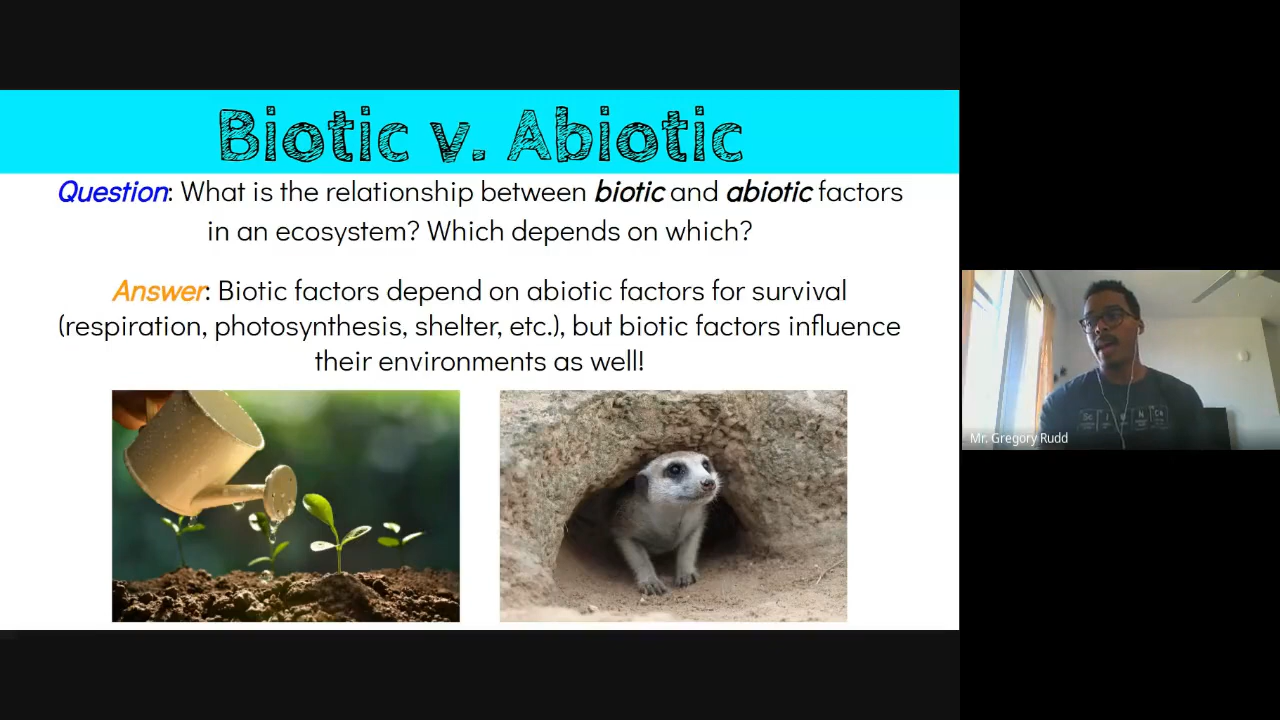 Biotic v. Abiotic
Question: What is the relationship between biotic and abiotic factors
in an ecosystem? Which depends on which?
Answer: Biotic factors depend on abiotic factors for survival
(respiration, photosynthesis, shelter, etc.), but biotic factors influence
their environments as well!
Mr. Gregory Rudd